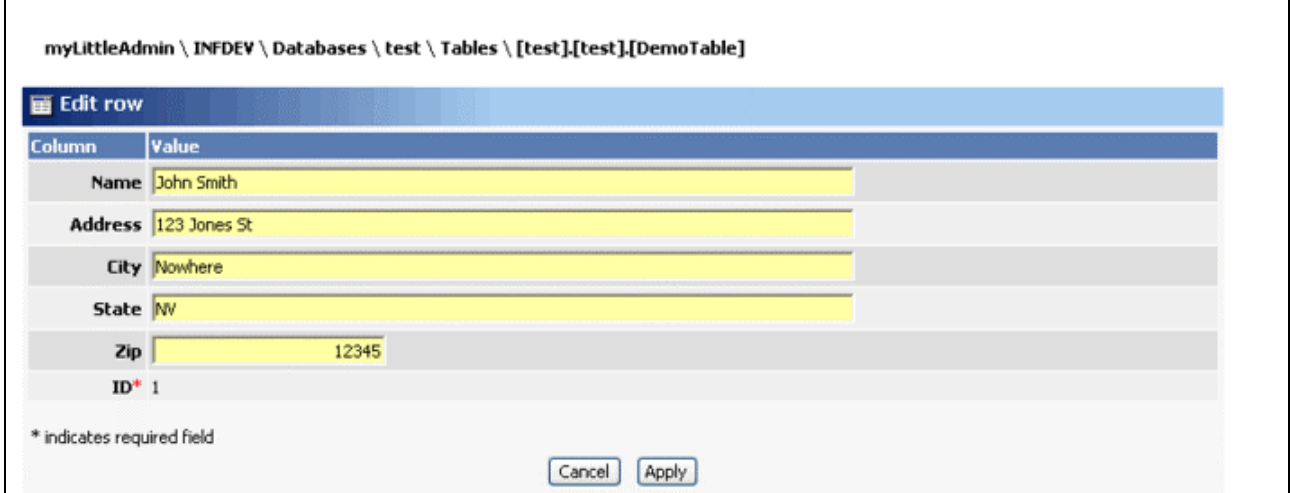 myLittleAdmin \ INFDEV \ Databases \ test \ Tables \ [test].[test].[DemoTable]
Edit row
Column Value
Name John Smith
Address 123 Jones St
City Nowhere
State NV
Zip 12345
ID* 1
* indicates required field
Cancel Apply